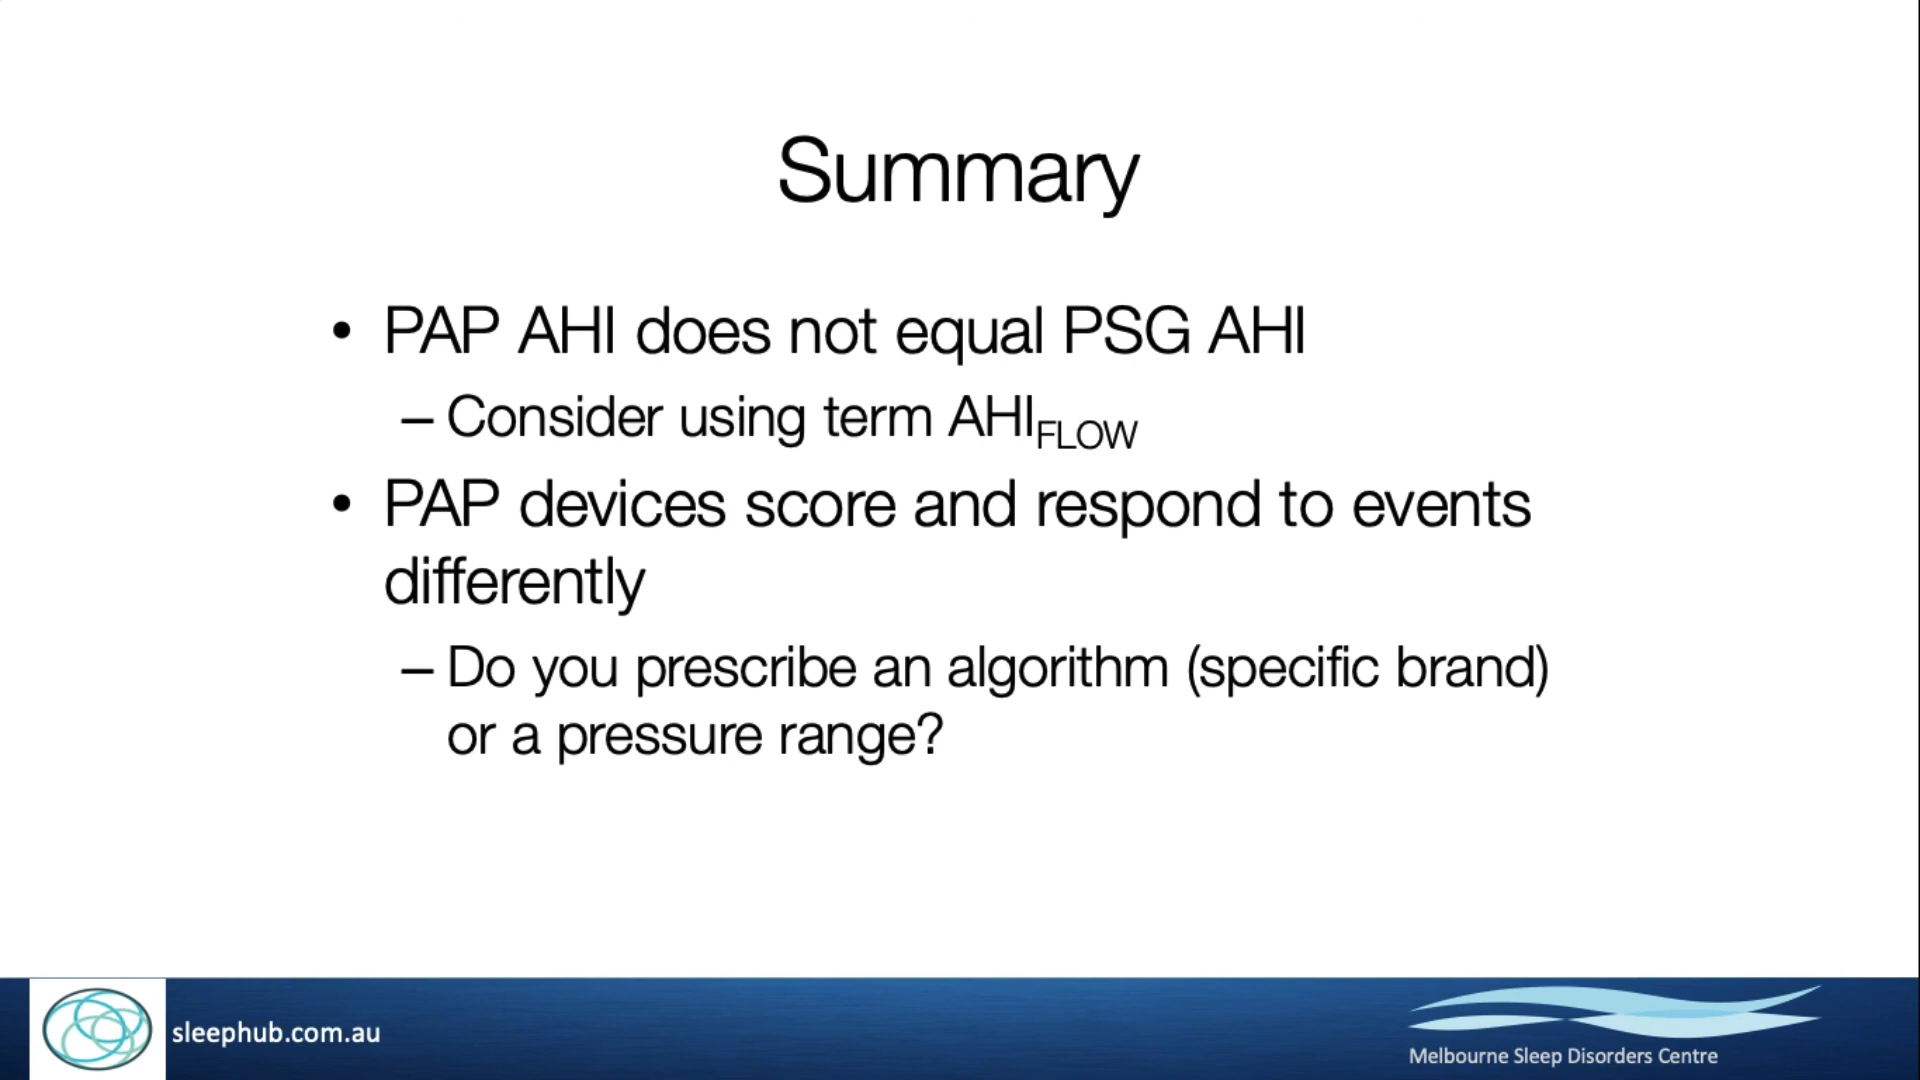 Summary
• PAP AHI does not equal PSG AHI
– Consider using term AHI_FLOW
• PAP devices score and respond to events
differently
– Do you prescribe an algorithm (specific brand)
or a pressure range?
sleephub.com.au
Melbourne Sleep Disorders Centre